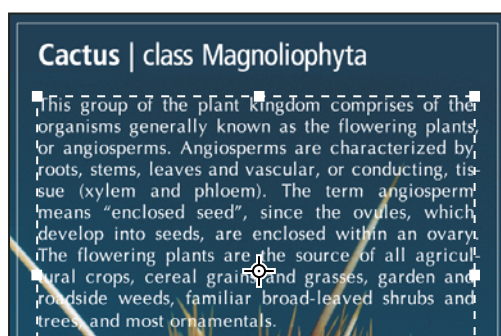 Cactus | class Magnoliophyta
This group of the plant kingdom comprises of the
organisms generally known as the flowering plants,
or angiosperms. Angiosperms are characterized by
roots, stems, leaves and vascular, or conducting, tis-
sue (xylem and phloem). The term angiosperm
means “enclosed seed”, since the ovules, which
develop into seeds, are enclosed within an ovary.
The flowering plants are the source of all agricul-
tural crops, cereal grains and grasses, garden and
roadside weeds, familiar broad-leaved shrubs and
trees, and most ornamentals.